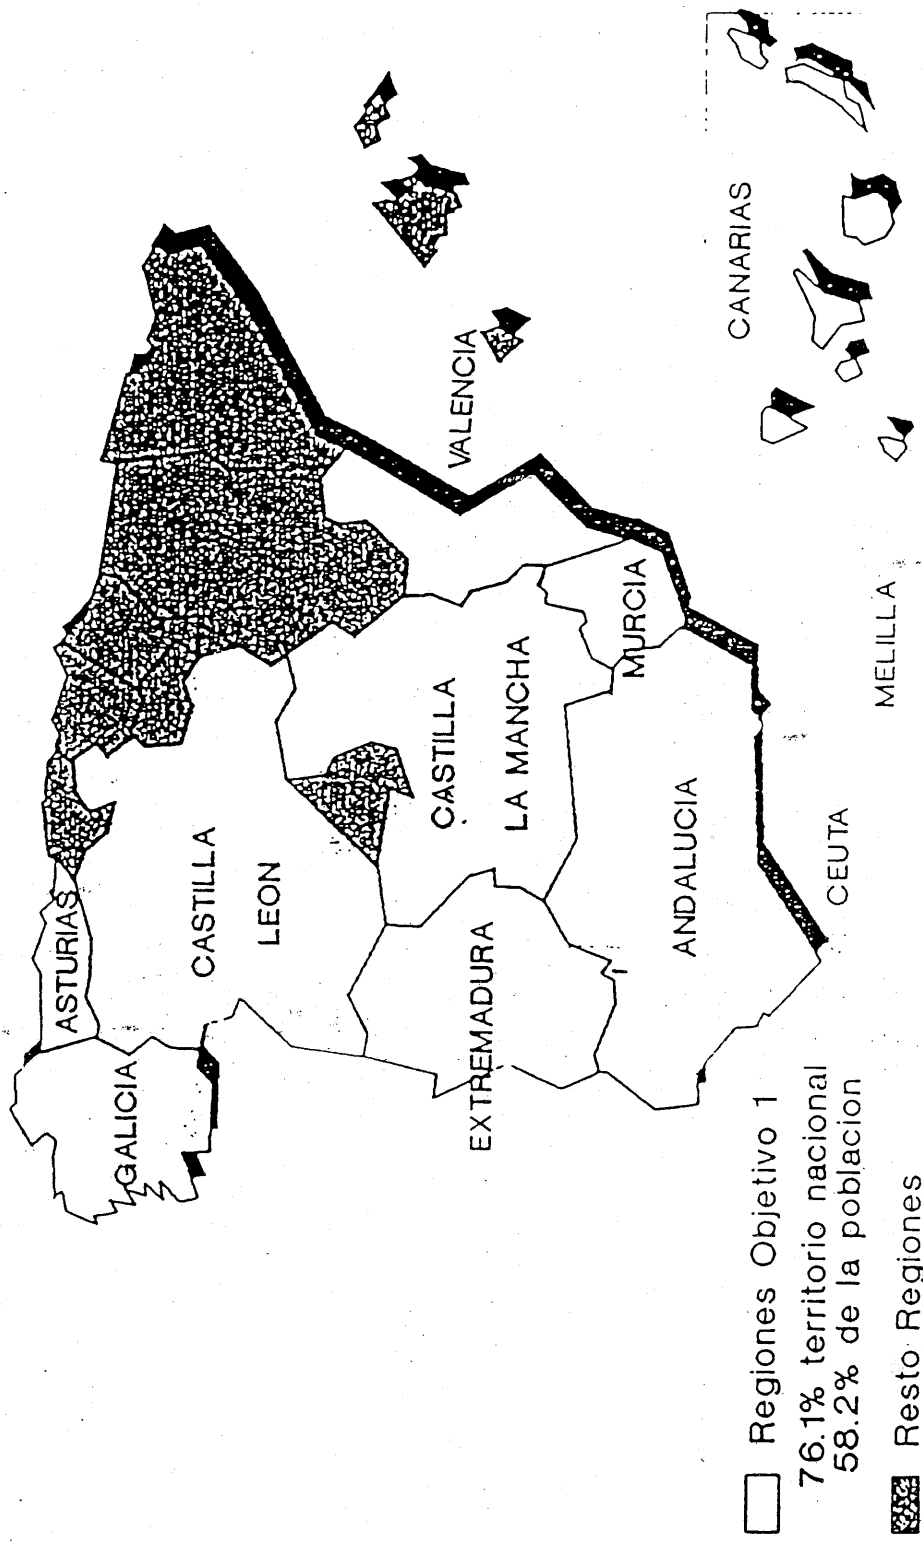 ASTURIAS
GALICIA
CASTILLA
LEON
VALENCIA
CASTILLA
LA MANCHA
EXTREMADURA
MURCIA
ANDALUCIA
CANARIAS
CEUTA
MELILLA
Regiones Objetivo 1
76.1% territorio nacional
58.2% de la poblacion
Resto Regiones